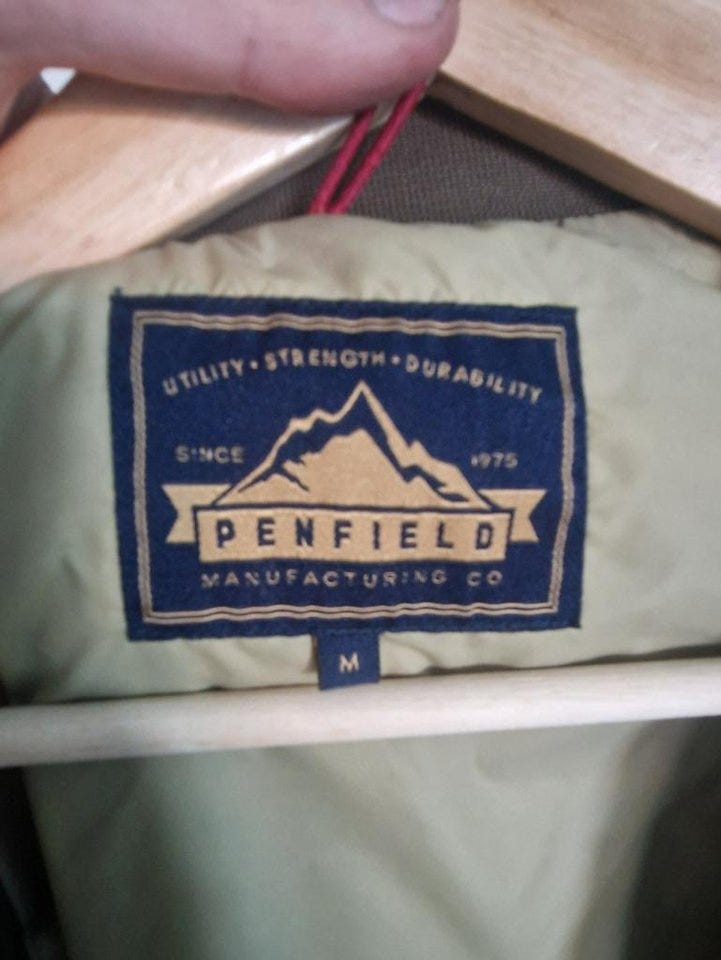 UTILITY • STRENGTH • DURABILITY
SINCE 1975
PENFIELD
MANUFACTURING CO
M